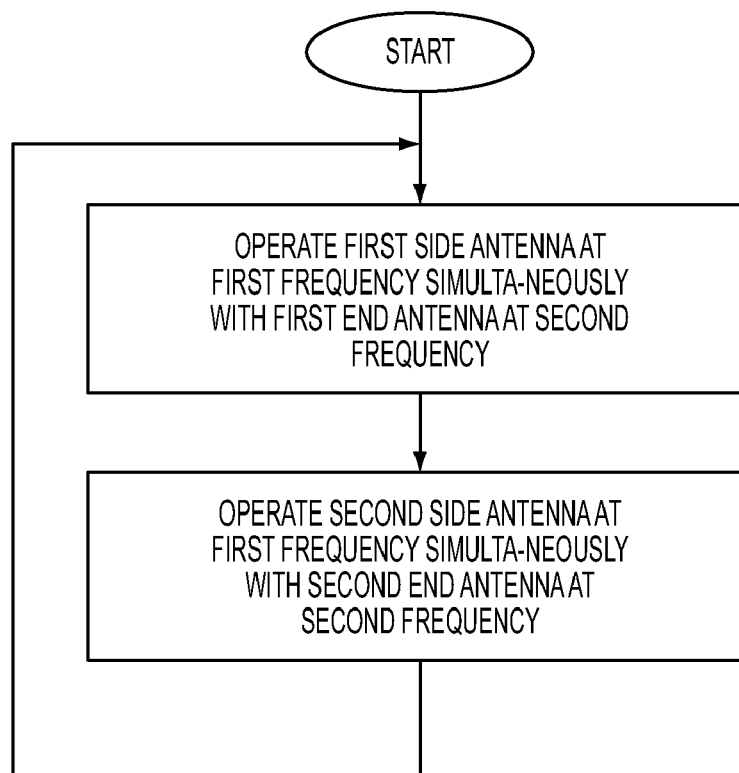 START
OPERATE FIRST SIDE ANTENNA AT
FIRST FREQUENCY SIMULTA-NEOUSLY
WITH FIRST END ANTENNA AT SECOND
FREQUENCY
OPERATE SECOND SIDE ANTENNA AT
FIRST FREQUENCY SIMULTA-NEOUSLY
WITH SECOND END ANTENNA AT
SECOND FREQUENCY